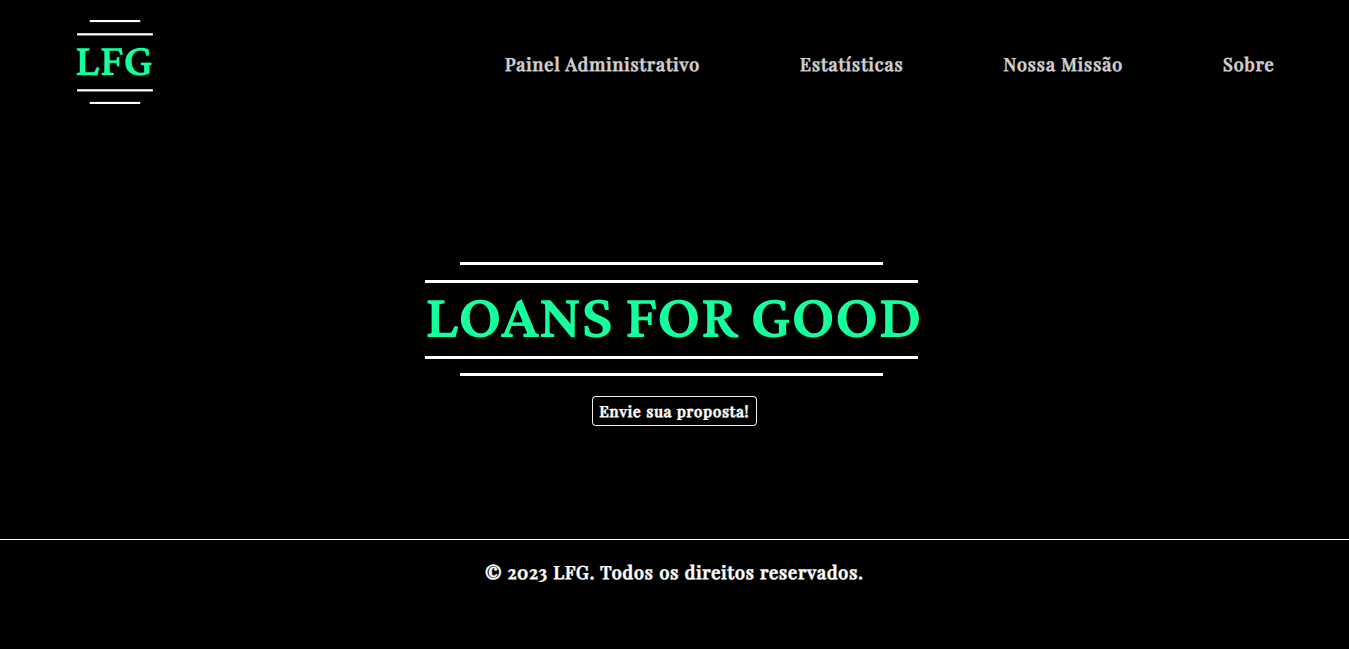 LFG
Painel Administrativo
Estatísticas
Nossa Missão
Sobre
LOANS FOR GOOD
Envie sua proposta!
© 2023 LFG. Todos os direitos reservados.